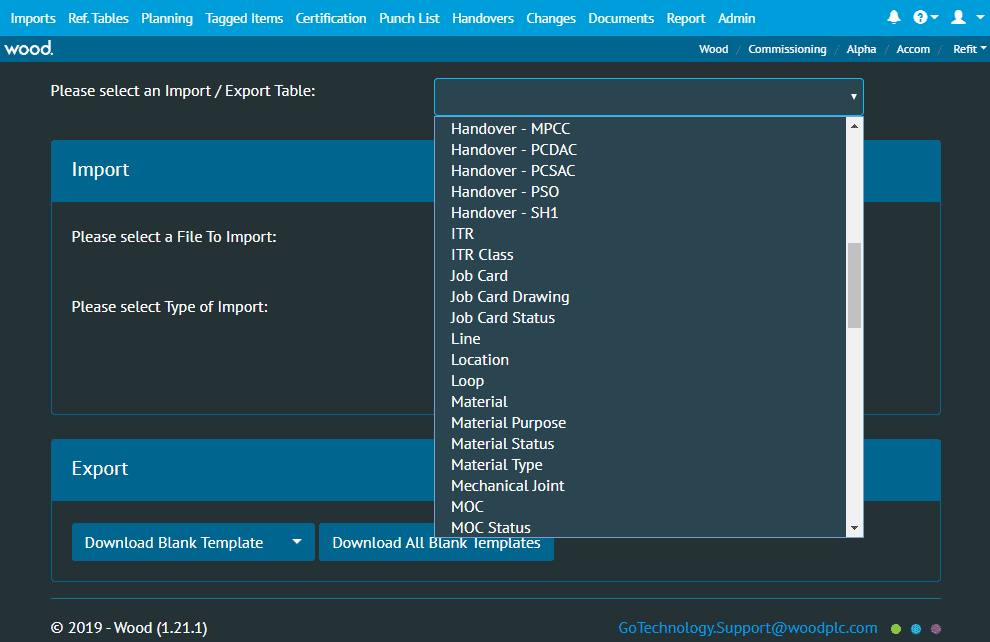 Imports Ref. Tables Planning Tagged Items Certification Punch List Handovers Changes Documents Report Admin
wood. Wood / Commissioning / Alpha / Accom / Refit
Please select an Import / Export Table:
Handover - MPCC
Handover - PCDAC
Handover - PCSAC
Handover - PSO
Handover - SH1
ITR
ITR Class
Job Card
Job Card Drawing
Job Card Status
Line
Location
Loop
Material
Material Purpose
Material Status
Material Type
Mechanical Joint
MOC
MOC Status
Import
Please select a File To Import:
Please select Type of Import:
Export
Download Blank Template
Download All Blank Templates
© 2019 - Wood (1.21.1)
GoTechnology.Support@woodplc.com